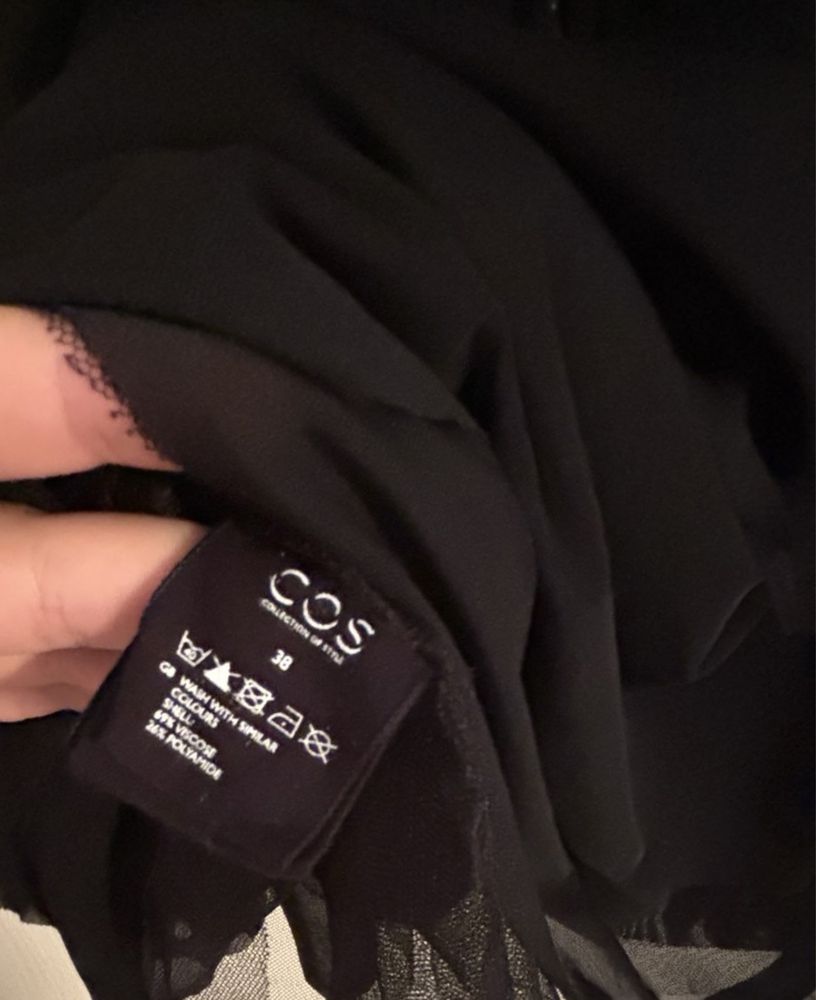 COS
COLLECTION OF STYLE
38
GB WASH WITH SIMILAR
COLOURS
SHELL:
69% VISCOSE
26% POLYAMIDE